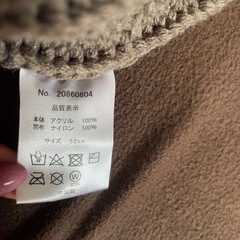 No. 20860804
品質表示
本体 アクリル 100%
別布 ナイロン 100%
サイズ 52cm
中国製